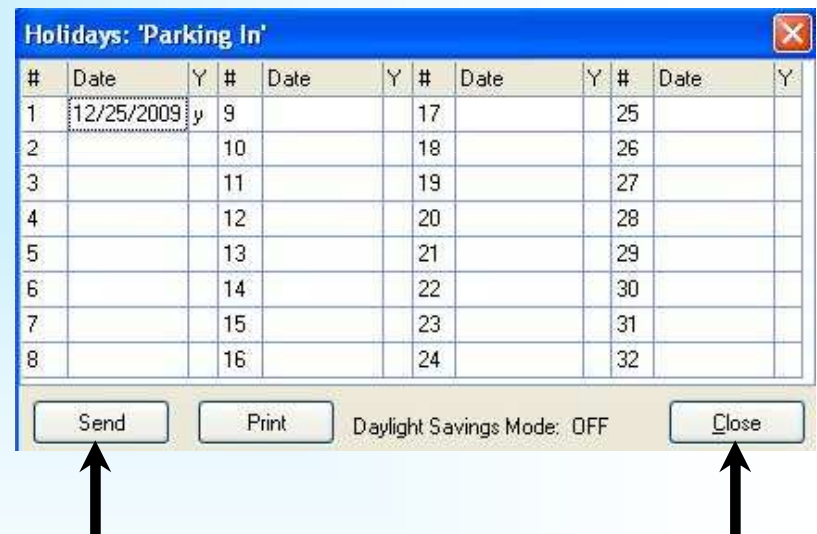 Holidays: 'Parking In'
# Date Y # Date Y # Date Y # Date Y
1 12/25/2009 y 9 17 25
2 10 18 26
3 11 19 27
4 12 20 28
5 13 21 29
6 14 22 30
7 15 23 31
8 16 24 32
Send Print Daylight Savings Mode: OFF Close